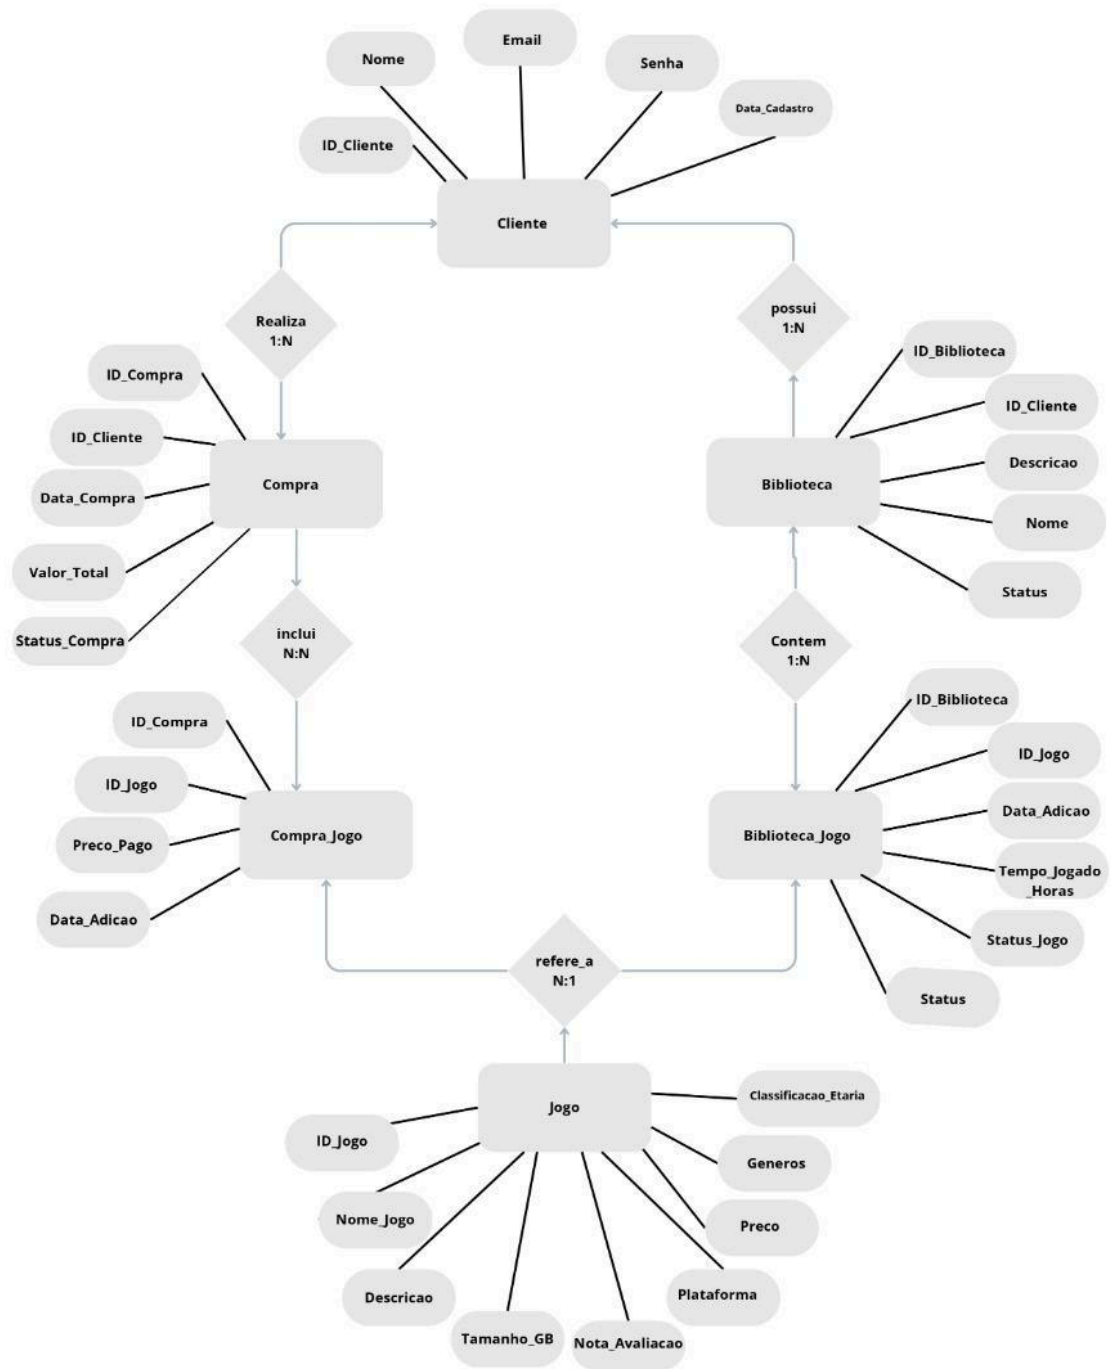 Email
Nome
Senha
Data_Cadastro
ID_Cliente
Cliente
Realiza
1:N
possui
1:N
ID_Compra
ID_Cliente
Data_Compra
Valor_Total
Status_Compra
Compra
ID_Biblioteca
ID_Cliente
Descricao
Nome
Status
Biblioteca
inclui
N:N
Contem
1:N
ID_Compra
ID_Jogo
Preco_Pago
Data_Adicao
Compra_Jogo
ID_Biblioteca
ID_Jogo
Data_Adicao
Tempo_Jogado
_Horas
Status_Jogo
Status
Biblioteca_Jogo
refere_a
N:1
Jogo
ID_Jogo
Nome_Jogo
Descricao
Tamanho_GB
Nota_Avaliacao
Plataforma
Preco
Generos
Classificacao_Etaria